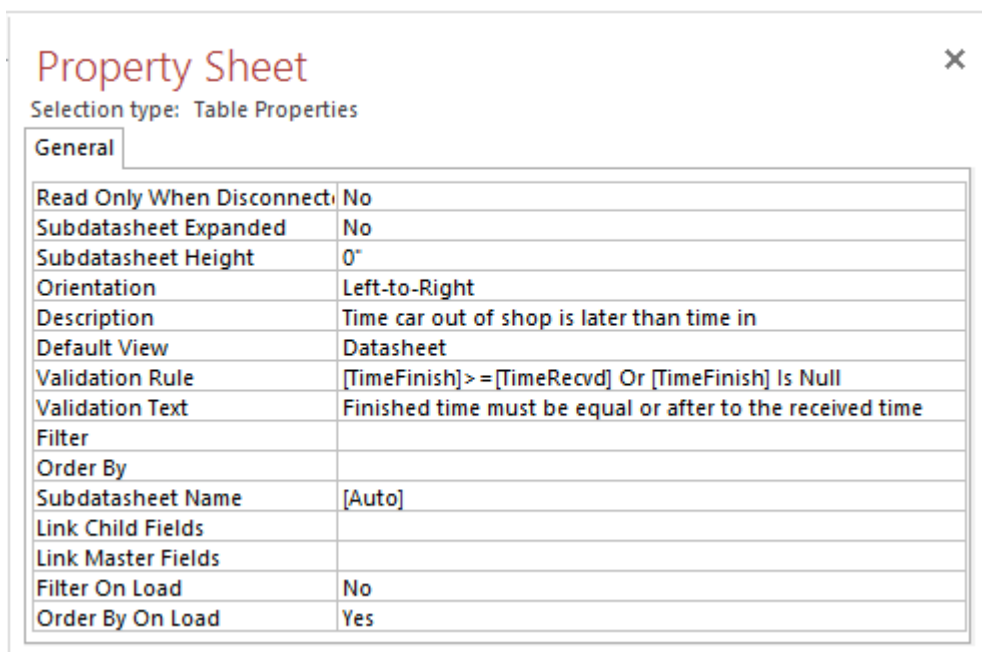 Property Sheet
Selection type: Table Properties
General
Read Only When Disconnecte No
Subdatasheet Expanded No
Subdatasheet Height 0"
Orientation Left-to-Right
Description Time car out of shop is later than time in
Default View Datasheet
Validation Rule [TimeFinish]>=[TimeRecvd] Or [TimeFinish] Is Null
Validation Text Finished time must be equal or after to the received time
Filter
Order By
Subdatasheet Name [Auto]
Link Child Fields
Link Master Fields
Filter On Load No
Order By On Load Yes